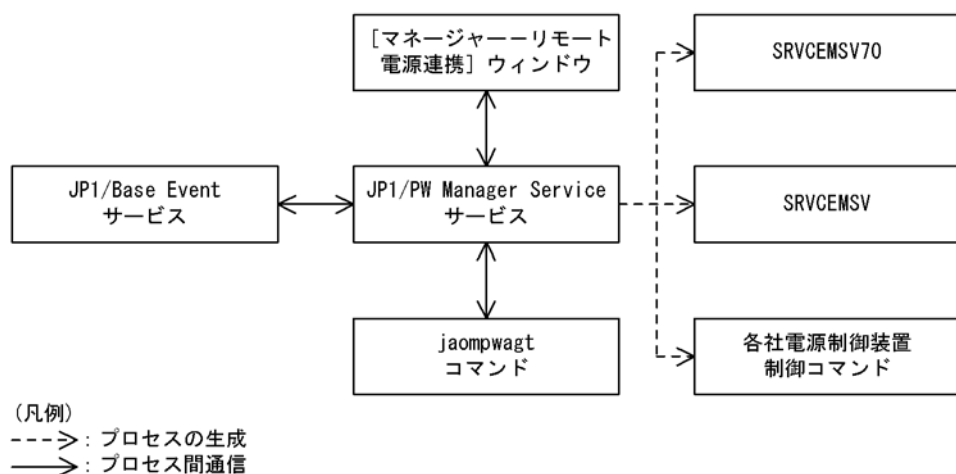 [マネージャーーリモート
電源連携] ウィンドウ
SRVCEMSV70
JP1/Base Event
サービス
JP1/PW Manager Service
サービス
SRVCEMSV
jaompwagt
コマンド
各社電源制御装置
制御コマンド
(凡例)
: プロセスの生成
: プロセス間通信